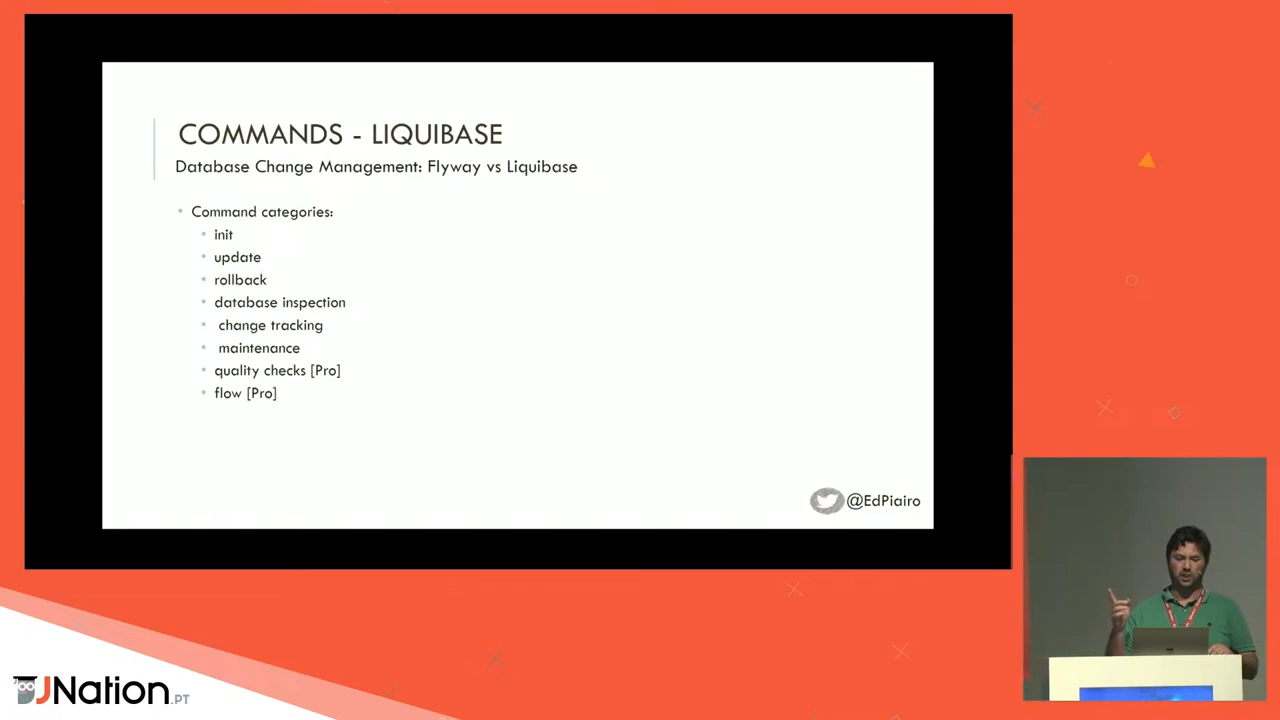 COMMANDS - LIQUIBASE
Database Change Management: Flyway vs Liquibase
• Command categories:
• init
• update
• rollback
• database inspection
• change tracking
• maintenance
• quality checks [Pro]
• flow [Pro]
@EdPiairo
JNation.PT